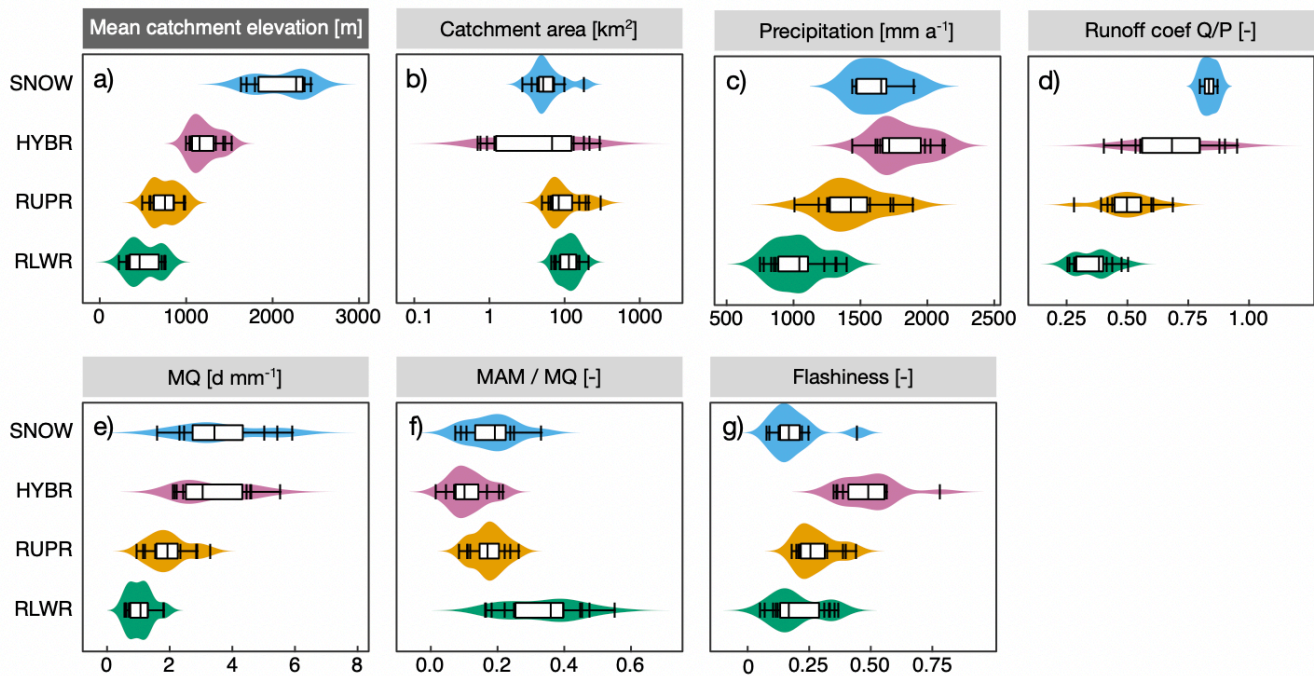 Mean catchment elevation [m]
Catchment area [km²]
Precipitation [mm a⁻¹]
Runoff coef Q/P [-]
a)
b)
c)
d)
SNOW
HYBR
RUPR
RLWR
0 1000 2000 3000
0.1 1 100 1000
500 1000 1500 2000 2500
0.25 0.50 0.75 1.00
MQ [d mm⁻¹]
MAM / MQ [-]
Flashiness [-]
e)
f)
g)
SNOW
HYBR
RUPR
RLWR
0 2 4 6 8
0.0 0.2 0.4 0.6
0 0.25 0.50 0.75